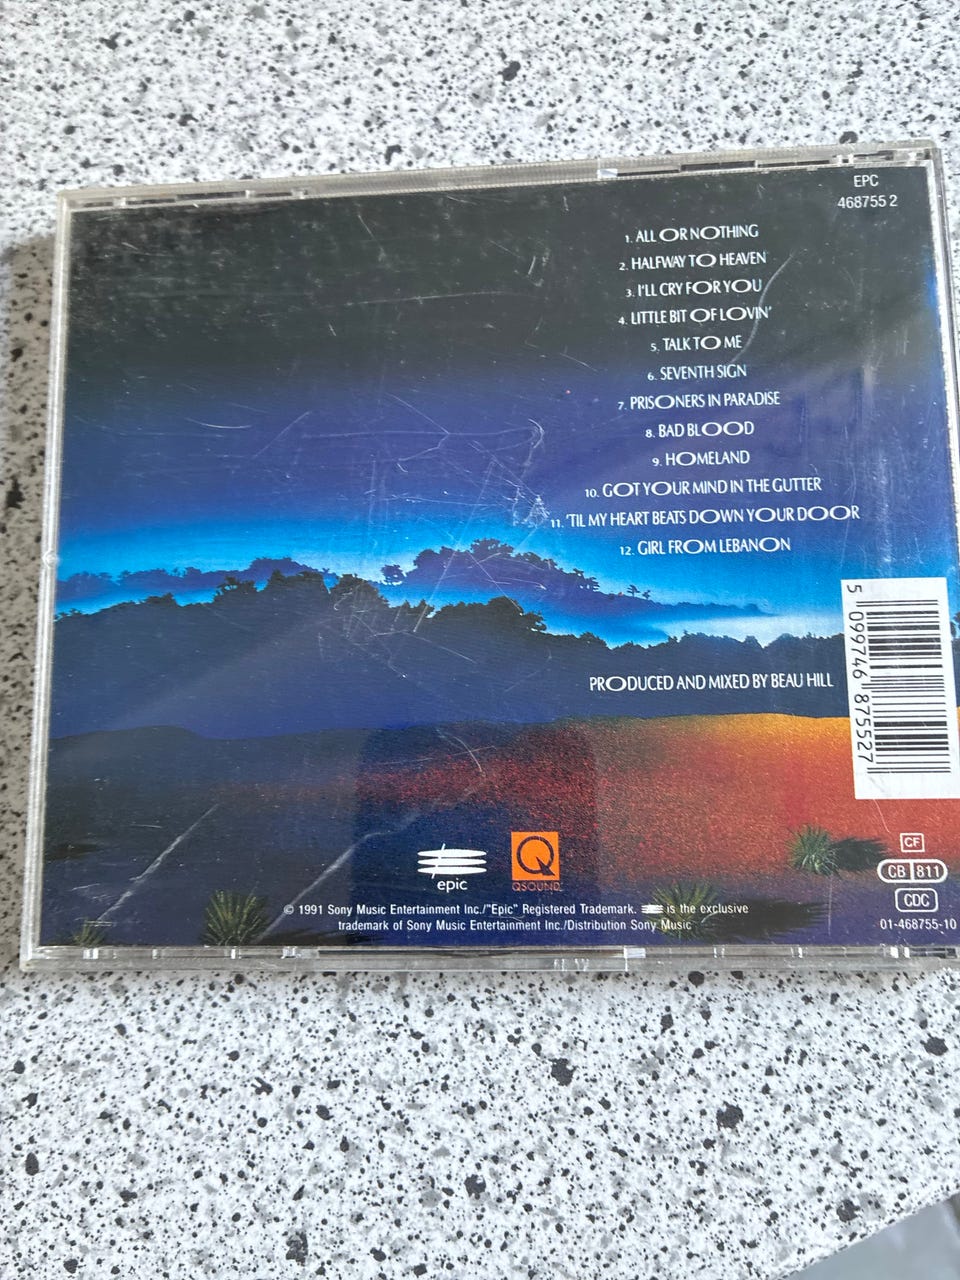 EPC
468755 2
1. ALL OR NOTHING
2. HALFWAY TO HEAVEN
3. I'LL CRY FOR YOU
4. LITTLE BIT OF LOVIN'
5. TALK TO ME
6. SEVENTH SIGN
7. PRISONERS IN PARADISE
8. BAD BLOOD
9. HOMELAND
10. GOT YOUR MIND IN THE GUTTER
11. 'TIL MY HEART BEATS DOWN YOUR DOOR
12. GIRL FROM LEBANON
5 099746 875527
PRODUCED AND MIXED BY BEAU HILL
epic
Q
QSOUND
CF
CB 811
CDC
01-468755-10
© 1991 Sony Music Entertainment Inc./"Epic" Registered Trademark. epic is the exclusive
trademark of Sony Music Entertainment Inc./Distribution Sony Music